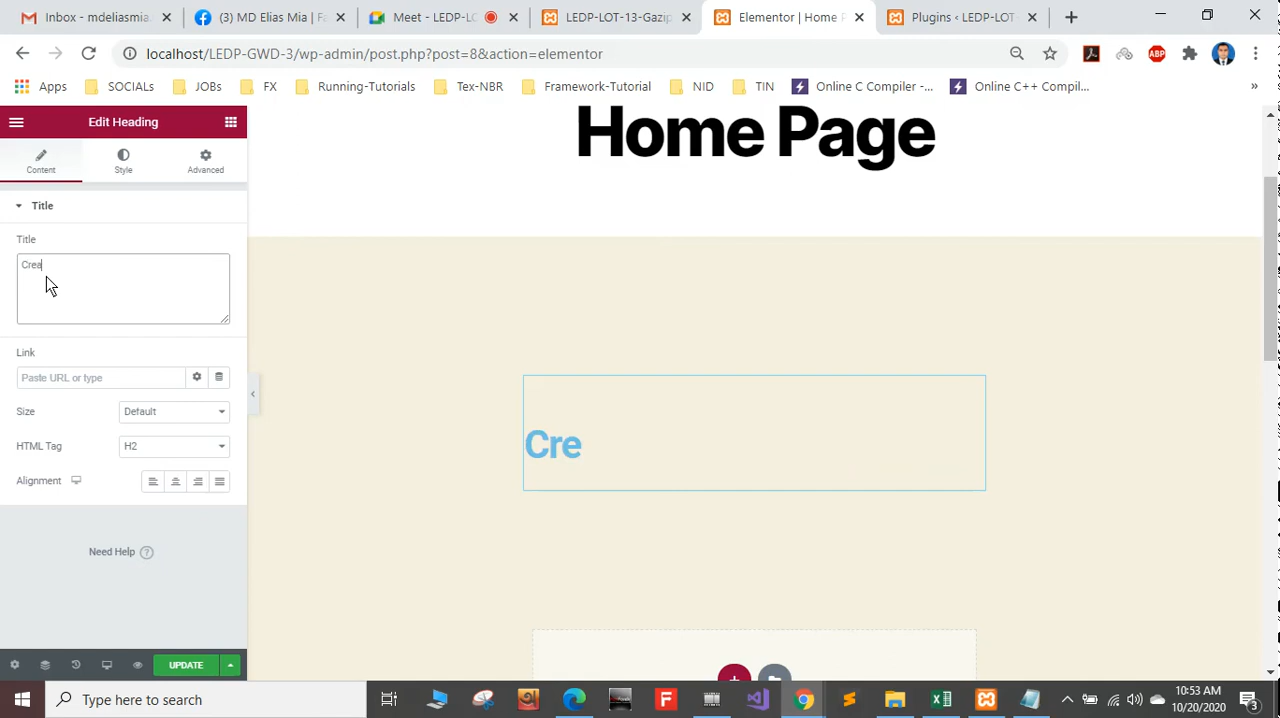 Inbox - mdeliasmia.
(3) MD Elias Mia | Fa
Meet - LEDP-LO
LEDP-LOT-13-Gazip
Elementor | Home P
Plugins ‹ LEDP-LOT
localhost/LEDP-GWD-3/wp-admin/post.php?post=8&action=elementor
ABP
Apps
SOCIALs
JOBs
FX
Running-Tutorials
Tex-NBR
Framework-Tutorial
NID
TIN
Online C Compiler -...
Online C++ Compil...
»
Edit Heading
Home Page
Content
Style
Advanced
Title
Title
Crea
Link
Paste URL or type
Size
Default
Cre
HTML Tag
H2
Alignment
Need Help ?
UPDATE
Type here to search
10:53 AM
10/20/2020
3